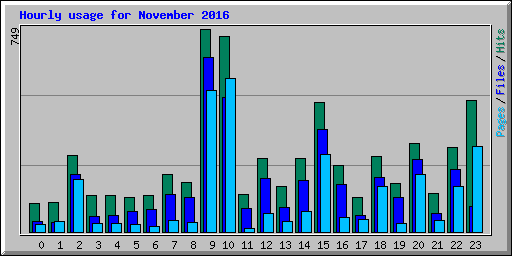 Hourly usage for November 2016
749
Pages/Files/Hits
0 1 2 3 4 5 6 7 8 9 10 11 12 13 14 15 16 17 18 19 20 21 22 23